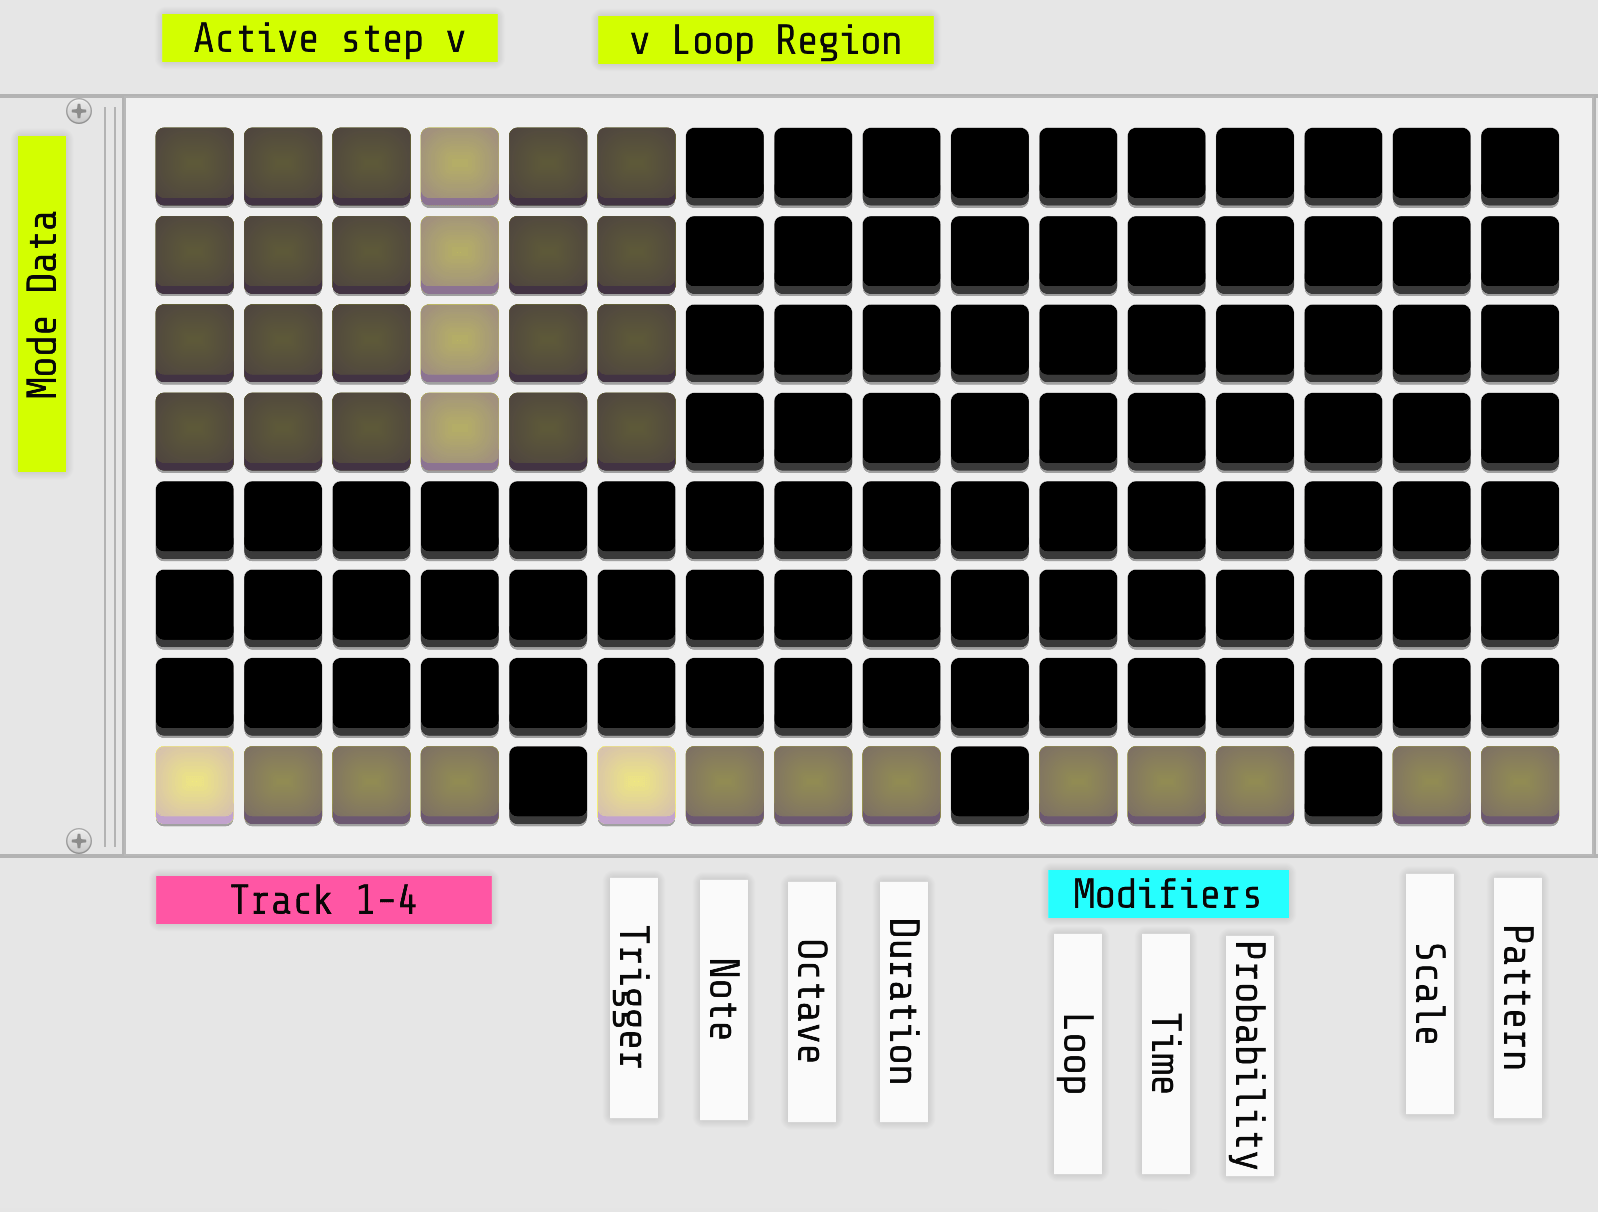 Active step v
v Loop Region
Mode Data
Track 1-4
Trigger
Note
Octave
Duration
Modifiers
Loop
Time
Probability
Scale
Pattern